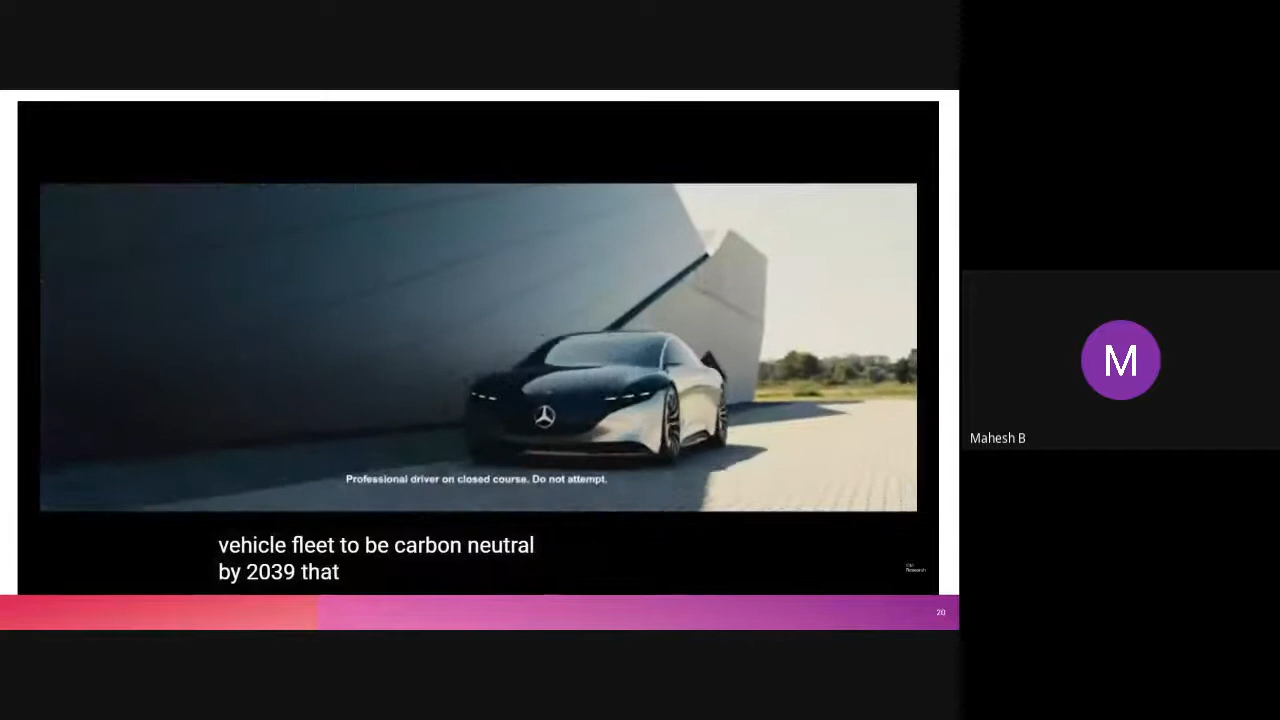 Professional driver on closed course. Do not attempt.
vehicle fleet to be carbon neutral
by 2039 that
Research
20
M
Mahesh B